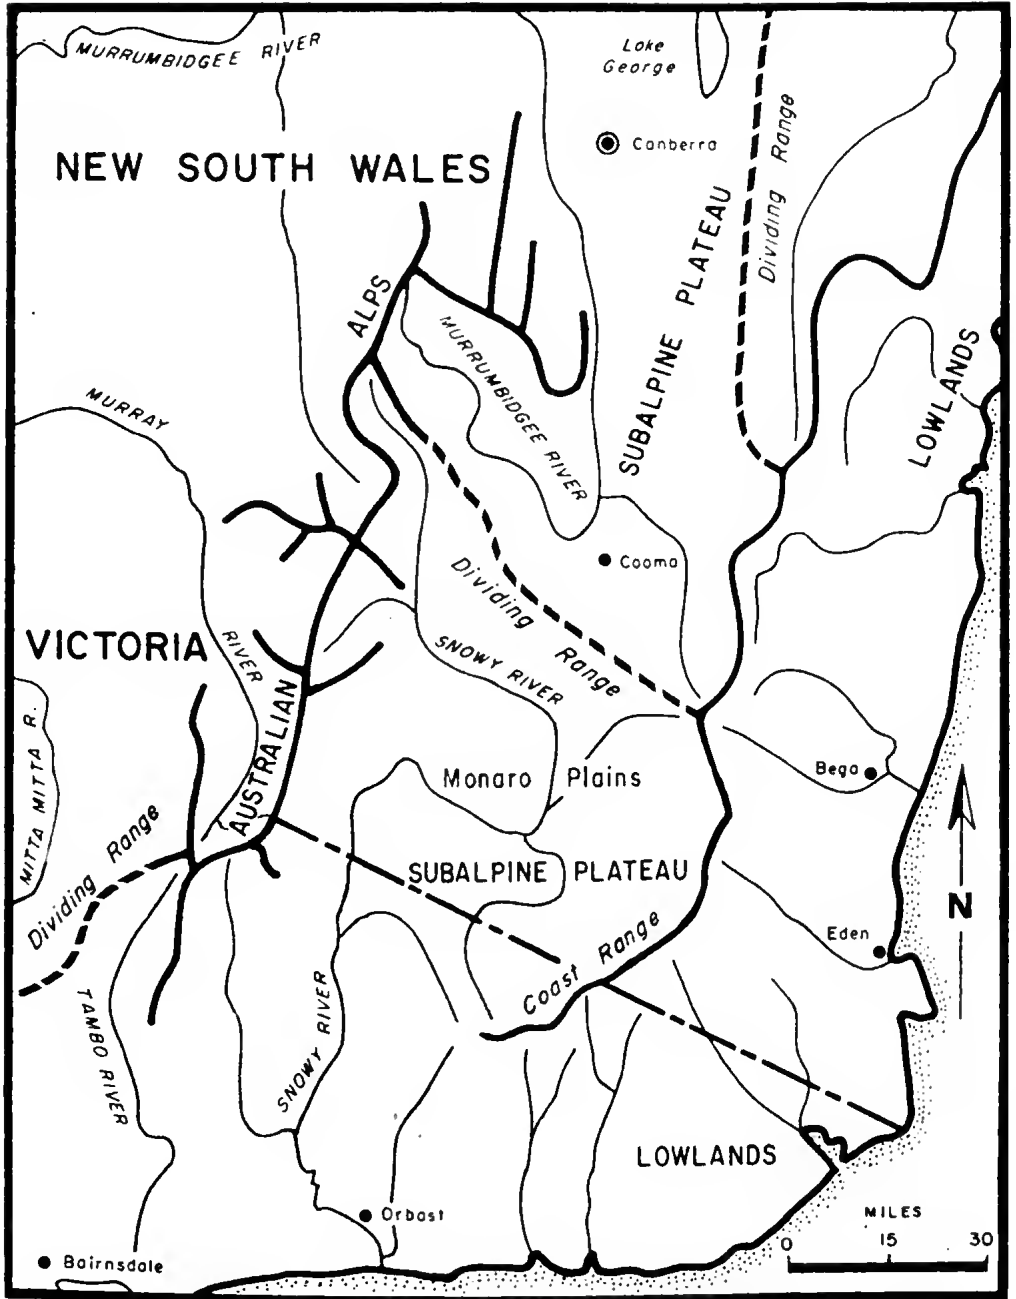 MURRUMBIDGEE RIVER
Lake
George
Canberra
NEW SOUTH WALES
Dividing Range
SUBALPINE PLATEAU
ALPS
MURRUMBIDGEE RIVER
LOWLANDS
MURRAY
RIVER
Cooma
Dividing Range
VICTORIA
SNOWY RIVER
AUSTRALIAN
MITTA MITTA R.
Monaro Plains
Bega
Dividing Range
SUBALPINE PLATEAU
N
Eden
Coast Range
TAMBO RIVER
SNOWY RIVER
LOWLANDS
Orbost
MILES
0 15 30
Bairnsdale